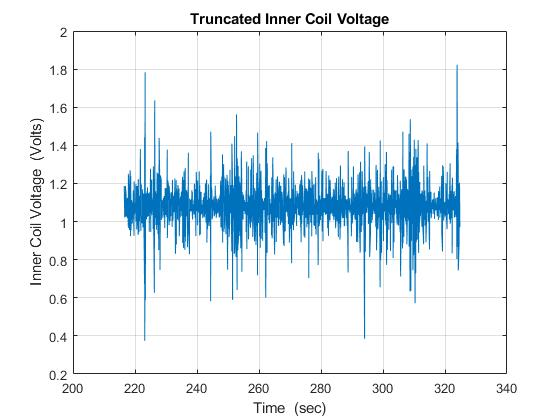 Truncated Inner Coil Voltage
2
1.8
1.6
1.4
1.2
1
0.8
0.6
0.4
0.2
Inner Coil Voltage (Volts)
200 220 240 260 280 300 320 340
Time (sec)